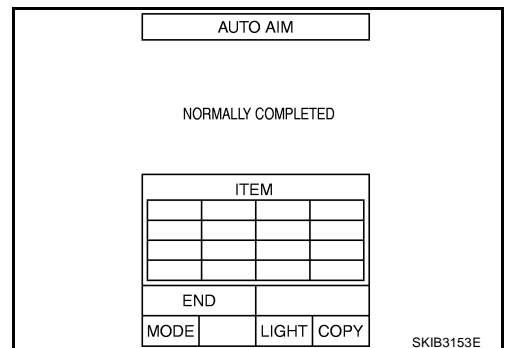 AUTO AIM
NORMALLY COMPLETED
ITEM
END
MODE LIGHT COPY
SKIB3153E